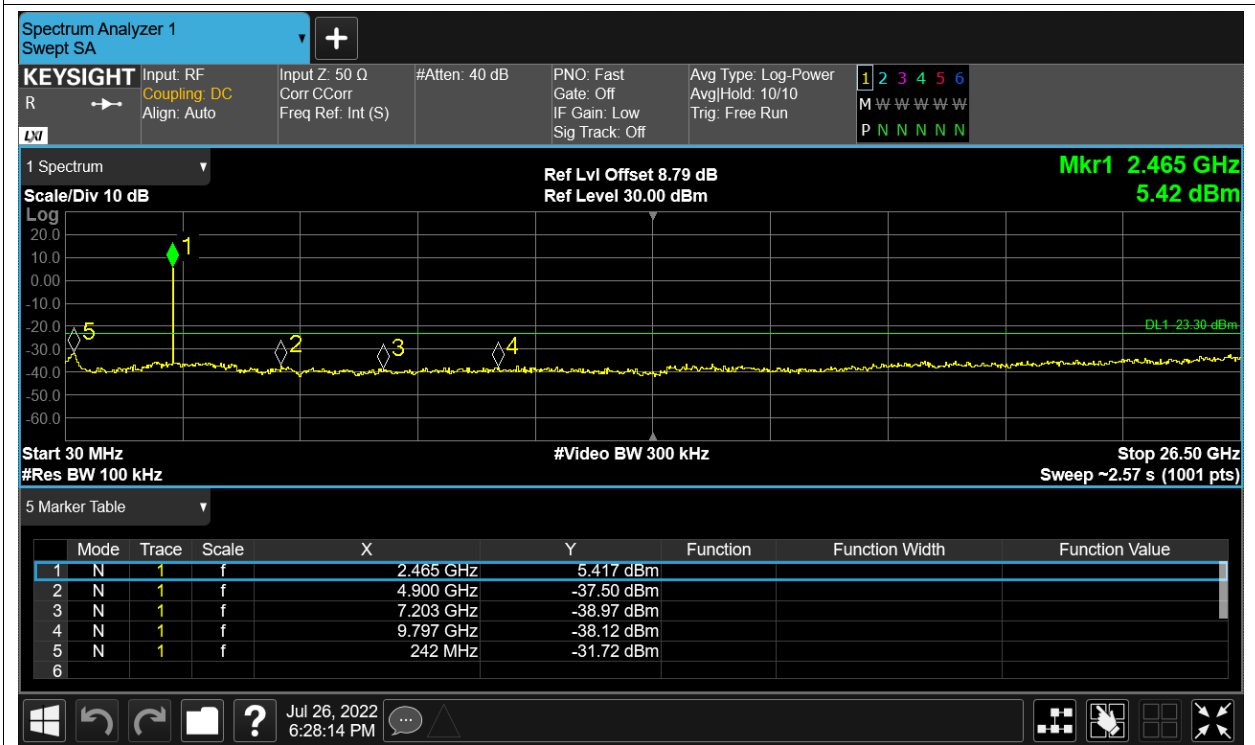 Spectrum Analyzer 1
Swept SA
KEYSIGHT
R
LXI
Input: RF
Coupling: DC
Align: Auto
Input Z: 50 Ω
Corr CCorr
Freq Ref: Int (S)
#Atten: 40 dB
PNO: Fast
Gate: Off
IF Gain: Low
Sig Track: Off
Avg Type: Log-Power
Avg|Hold: 10/10
Trig: Free Run
1 2 3 4 5 6
M W W W W W
P N N N N N
1 Spectrum
Scale/Div 10 dB
Ref Lvl Offset 8.79 dB
Ref Level 30.00 dBm
Mkr1 2.465 GHz
5.42 dBm
Log
20.0
10.0
0.00
-10.0
-20.0
-30.0
-40.0
-50.0
-60.0
1
5
2
3
4
DL1 -23.30 dBm
Start 30 MHz
#Video BW 300 kHz
Stop 26.50 GHz
#Res BW 100 kHz
Sweep ~2.57 s (1001 pts)
5 Marker Table
Mode Trace Scale X Y Function Function Width Function Value
1 N 1 f 2.465 GHz 5.417 dBm
2 N 1 f 4.900 GHz -37.50 dBm
3 N 1 f 7.203 GHz -38.97 dBm
4 N 1 f 9.797 GHz -38.12 dBm
5 N 1 f 242 MHz -31.72 dBm
6
?
Jul 26, 2022
6:28:14 PM